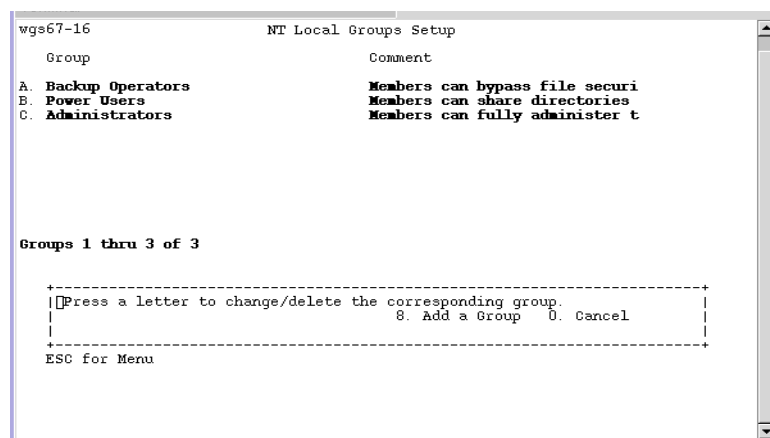 wgs67-16 NT Local Groups Setup
Group Comment
A. Backup Operators Members can bypass file securi
B. Power Users Members can share directories
C. Administrators Members can fully administer t
Groups 1 thru 3 of 3
Press a letter to change/delete the corresponding group.
8. Add a Group 0. Cancel
ESC for Menu